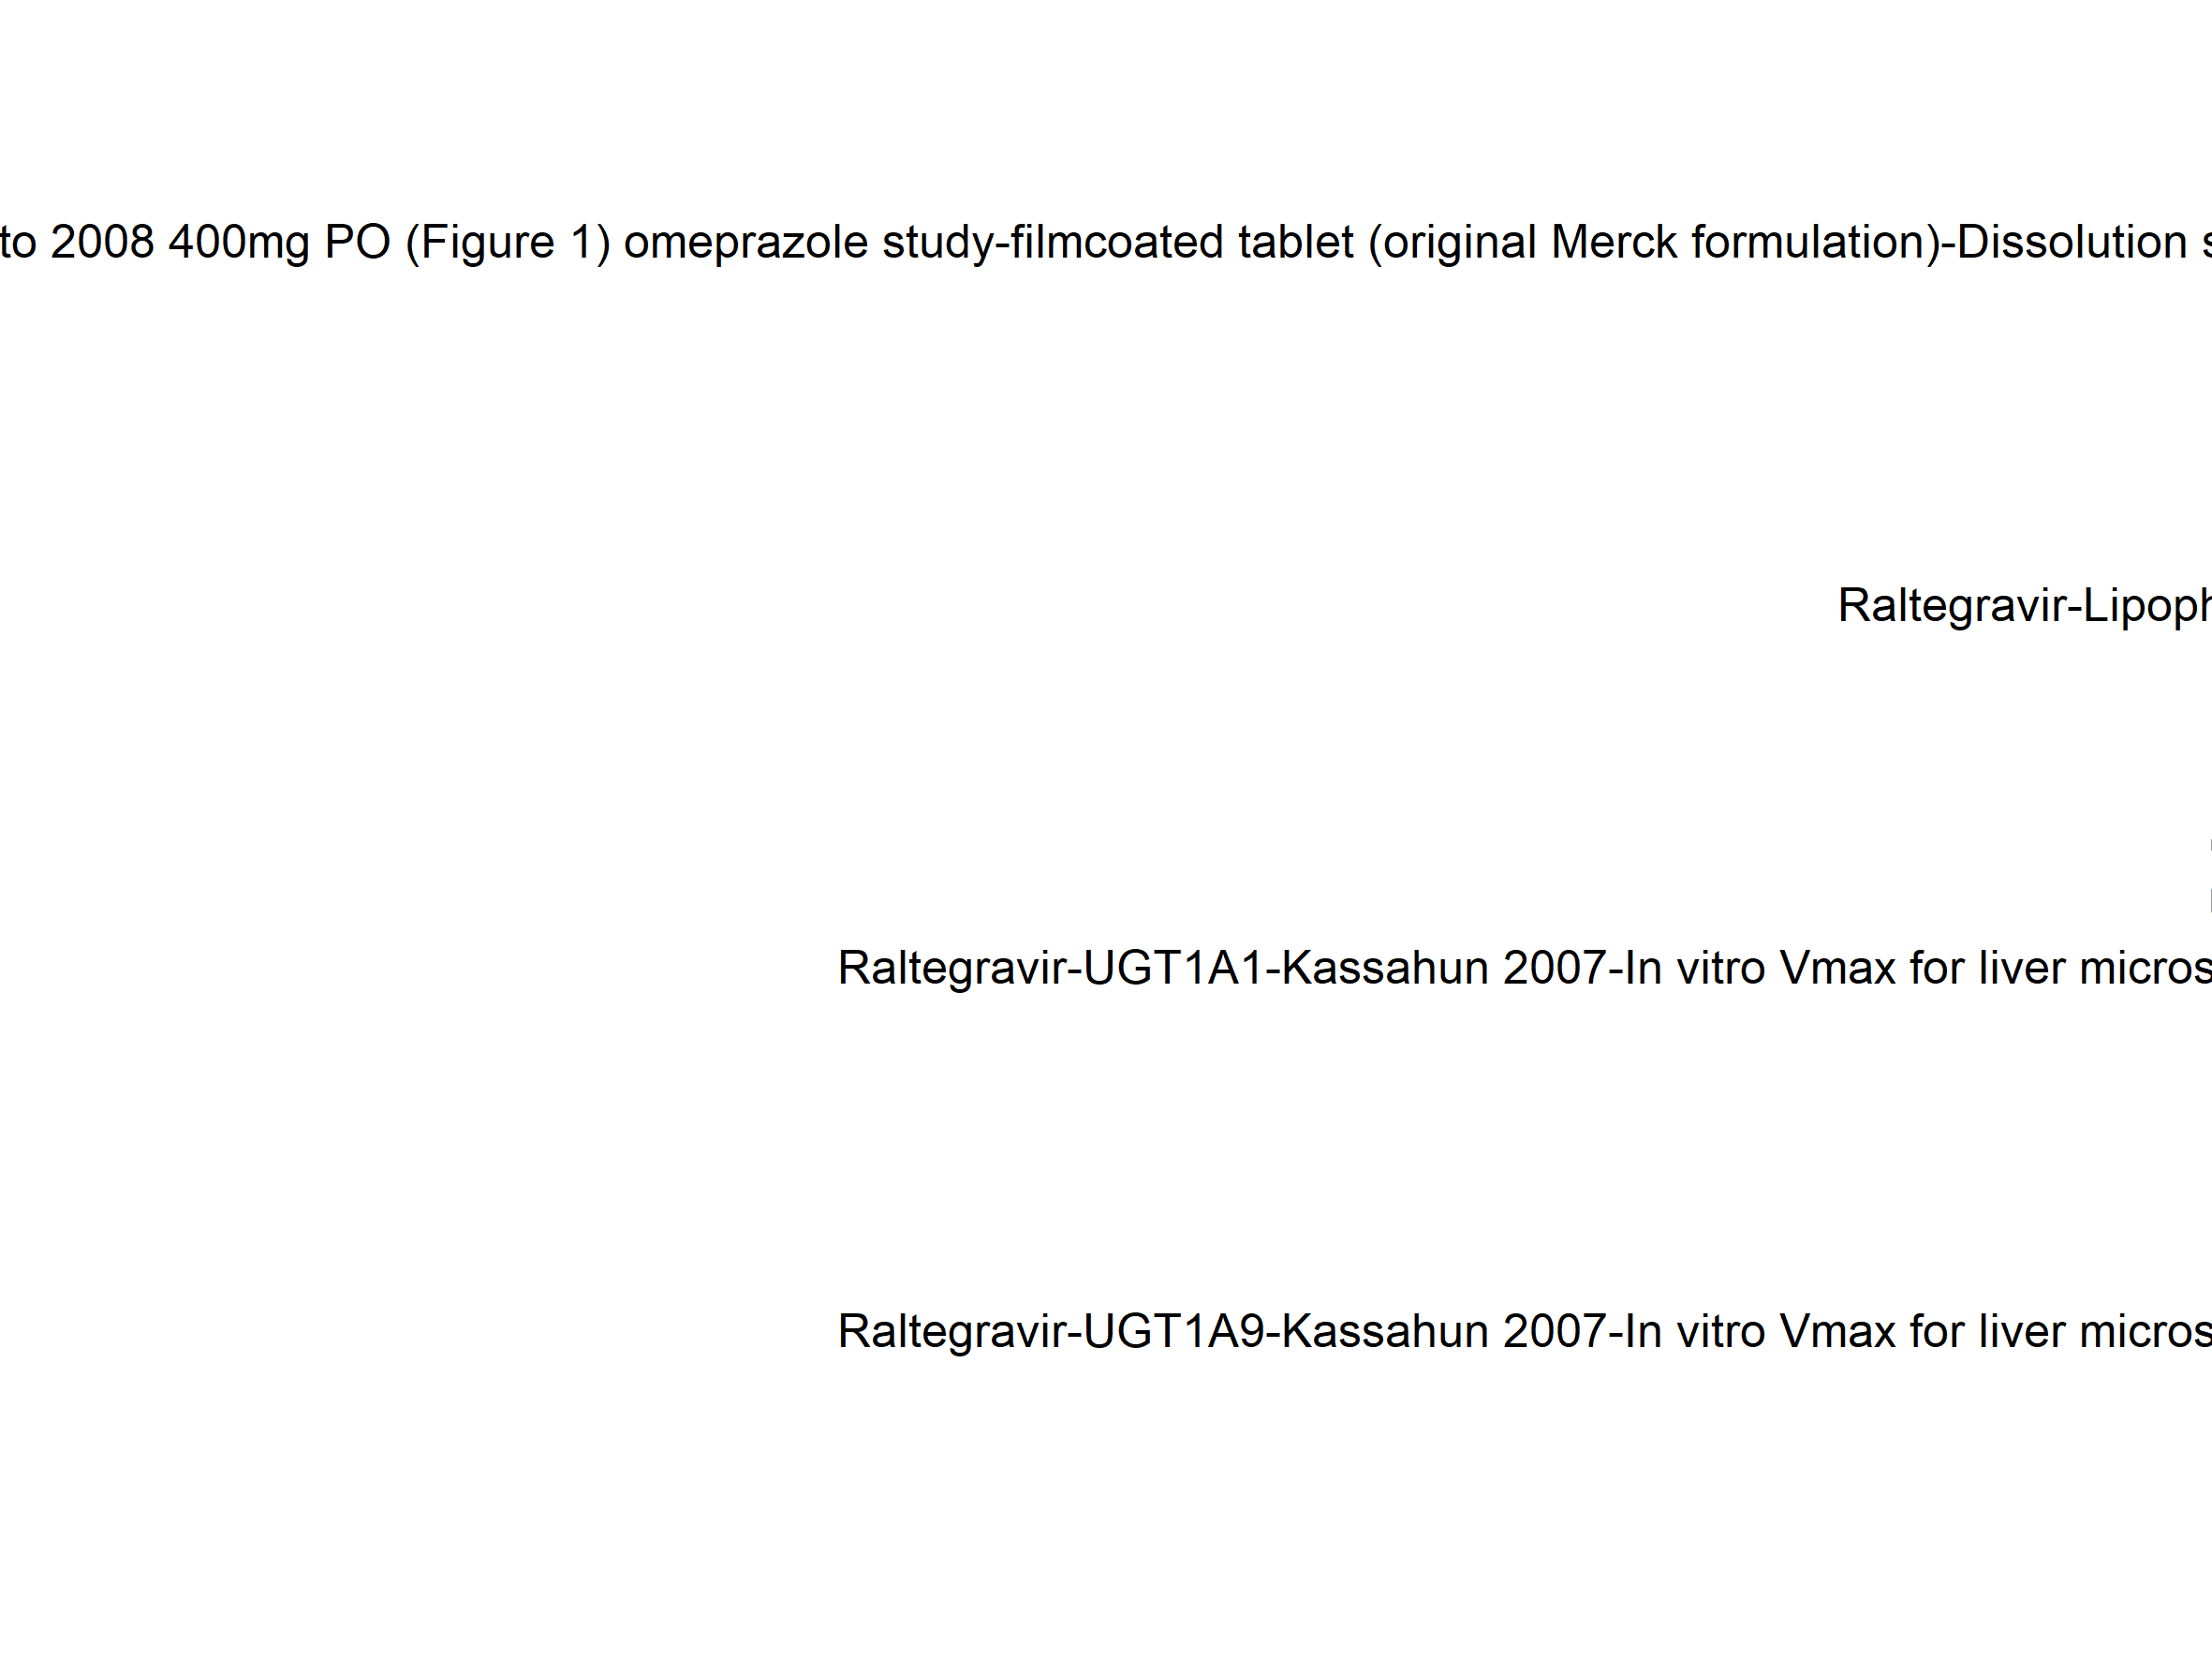 to 2008 400mg PO (Figure 1) omeprazole study-filmcoated tablet (original Merck formulation)-Dissolution s
Raltegravir-Lipoph
Raltegravir-UGT1A1-Kassahun 2007-In vitro Vmax for liver micros
Raltegravir-UGT1A9-Kassahun 2007-In vitro Vmax for liver micros